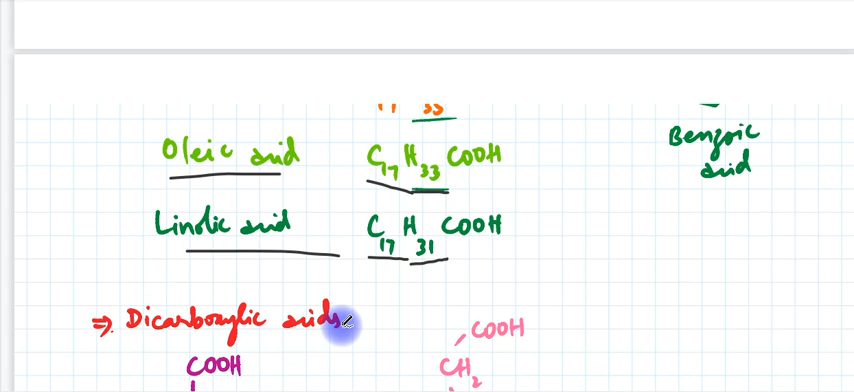 Benzoic
acid
Oleic acid C17H33COOH
Linolic acid C17H31COOH
⇒ Dicarboxylic acids
COOH
COOH
CH2